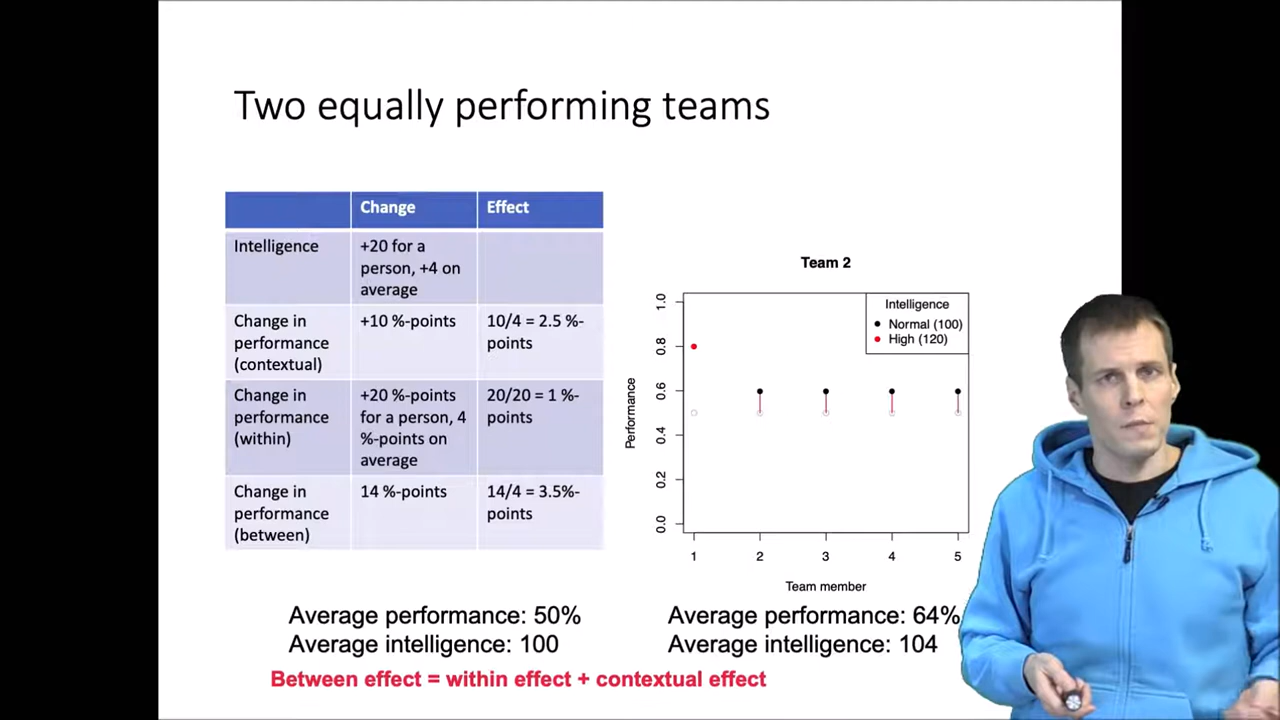 Two equally performing teams
Change
Effect
Intelligence
+20 for a
person, +4 on
average
Change in
performance
(contextual)
+10 %-points
10/4 = 2.5 %-
points
Change in
performance
(within)
+20 %-points
for a person, 4
%-points on
average
20/20 = 1 %-
points
Change in
performance
(between)
14 %-points
14/4 = 3.5%-
points
Team 2
Intelligence
Normal (100)
High (120)
Performance
1.0
0.8
0.6
0.4
0.2
0.0
1 2 3 4 5
Team member
Average performance: 50%
Average intelligence: 100
Average performance: 64%
Average intelligence: 104
Between effect = within effect + contextual effect